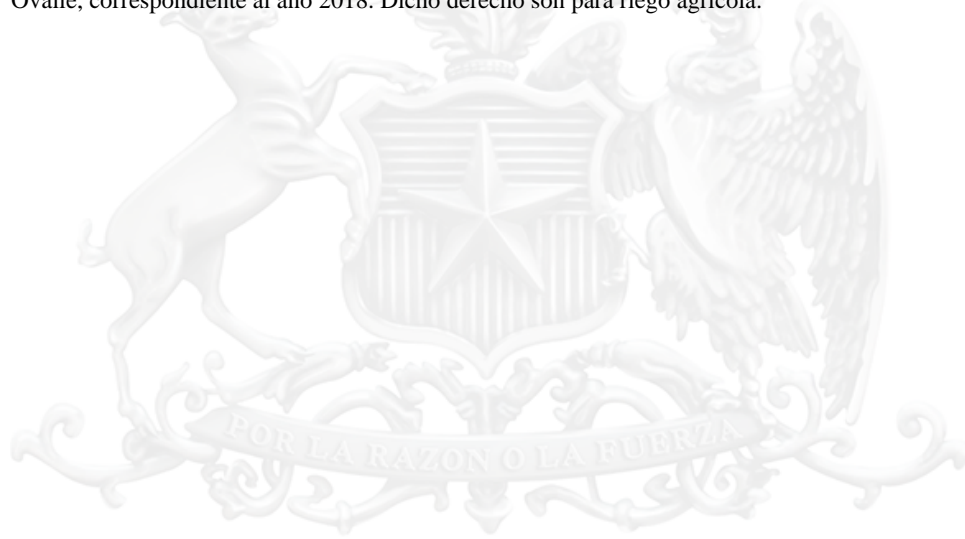 Ovalle, correspondiente al año 2018. Dicho derecho son para riego agrícola.
POR LA RAZON O LA FUERZA